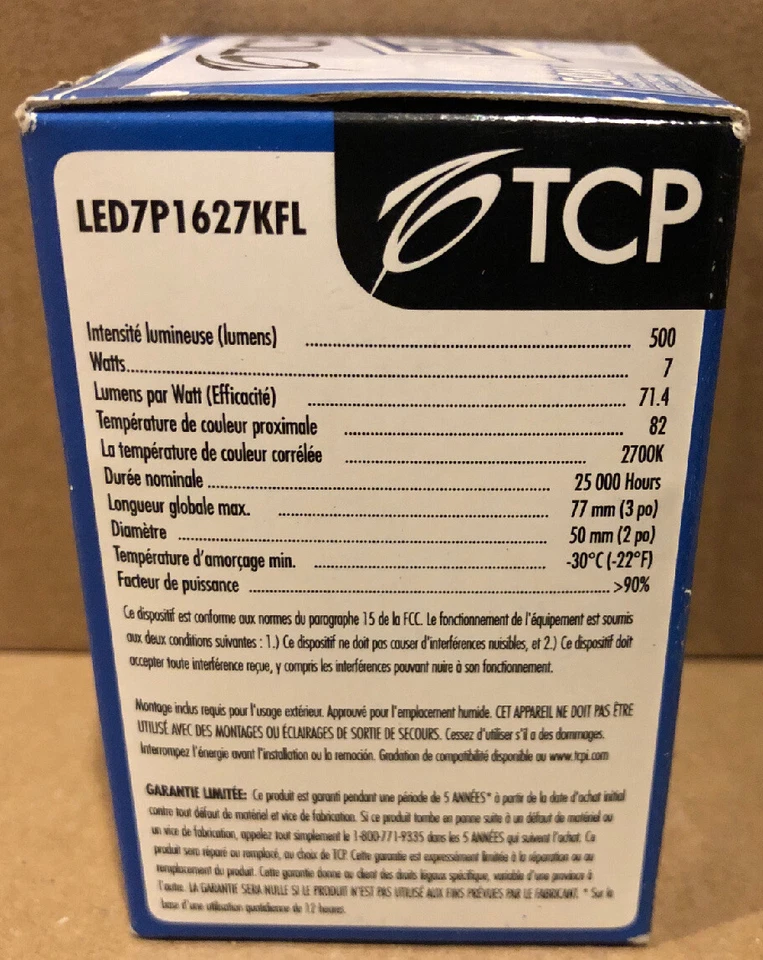 TCP
LED7P1627KFL
TCP
Intensité lumineuse (lumens) 500
Watts 7
Lumens par Watt (Efficacité) 71.4
Température de couleur proximale 82
La température de couleur corrélée 2700K
Durée nominale 25 000 Hours
Longueur globale max. 77 mm (3 po)
Diamètre 50 mm (2 po)
Température d'amorçage min. -30°C (-22°F)
Facteur de puissance >90%
Ce dispositif est conforme aux normes du paragraphe 15 de la FCC. Le fonctionnement de l'équipement est soumis
aux deux conditions suivantes : 1.) Ce dispositif ne doit pas causer d'interférences nuisibles, et 2.) Ce dispositif doit
accepter toute interférence reçue, y compris les interférences pouvant nuire à son fonctionnement.
Montage inclus requis pour l'usage extérieur. Approuvé pour l'emplacement humide. CET APPAREIL NE DOIT PAS ÊTRE
UTILISÉ AVEC DES MONTAGES OU ÉCLAIRAGES DE SORTIE DE SECOURS. Cessez d'utiliser s'il a des dommages.
Interrompez l'énergie avant l'installation ou la remoción. Gradation de compatibilité disponible au www.tcpi.com
GARANTIE LIMITÉE: Ce produit est garanti pendant une période de 5 ANNÉES* à partir de la date d'achat initial
contre tout défaut de matériel et vice de fabrication. Si ce produit tombe en panne suite à un défaut de matériel ou
un vice de fabrication, appelez tout simplement le 1-800-771-9335 dans les 5 ANNÉES qui suivent l'achat. Ca
produit sera réparé ou remplacé, au choix de TCP. Cette garantie est expressément limitée à la réparation ou au
remplacement du produit. Cette garantie donne au client des droits légaux spécifique, variable d'une province à
l'autre. LA GARANTIE SERA NULLE SI LE PRODUIT N'EST PAS UTILISÉ AUX FINS PRÉVUES PAR LE FABRICANT. * Sur la
base d'une utilisation quotidienne de 12 heures.